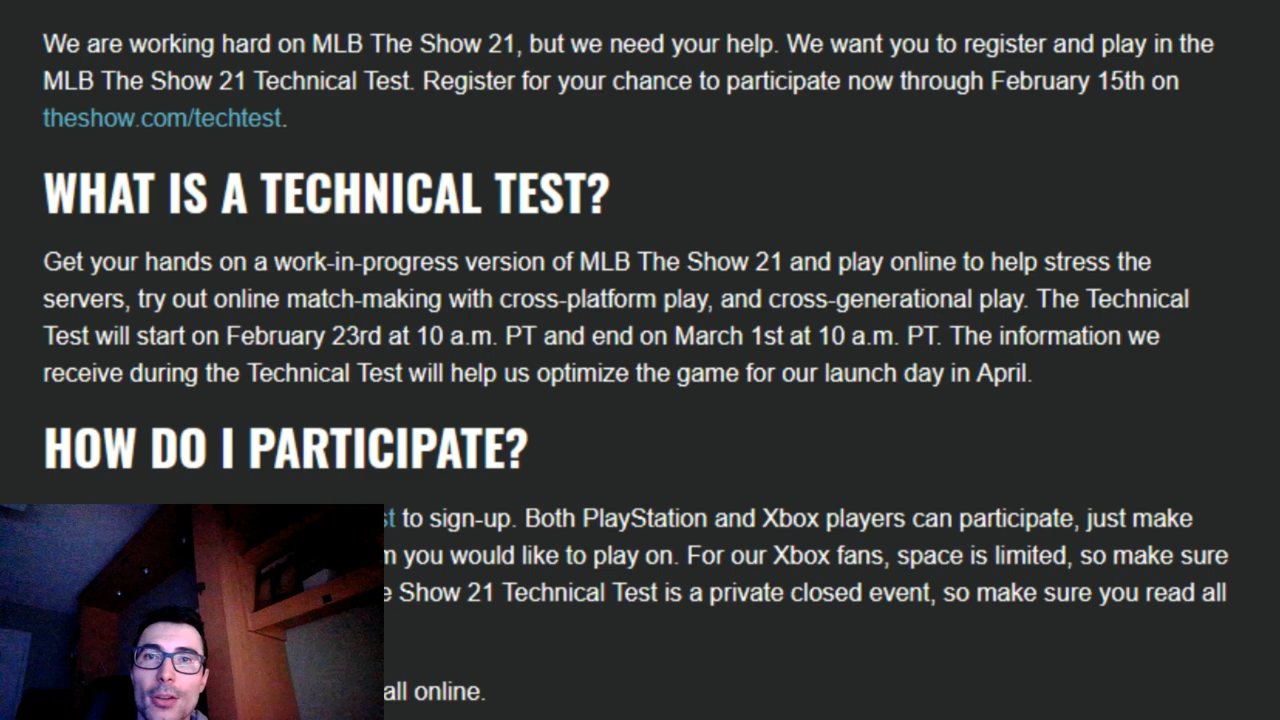 We are working hard on MLB The Show 21, but we need your help. We want you to register and play in the
MLB The Show 21 Technical Test. Register for your chance to participate now through February 15th on
theshow.com/techtest.
WHAT IS A TECHNICAL TEST?
Get your hands on a work-in-progress version of MLB The Show 21 and play online to help stress the
servers, try out online match-making with cross-platform play, and cross-generational play. The Technical
Test will start on February 23rd at 10 a.m. PT and end on March 1st at 10 a.m. PT. The information we
receive during the Technical Test will help us optimize the game for our launch day in April.
HOW DO I PARTICIPATE?
to sign-up. Both PlayStation and Xbox players can participate, just make
you would like to play on. For our Xbox fans, space is limited, so make sure
Show 21 Technical Test is a private closed event, so make sure you read all
all online.